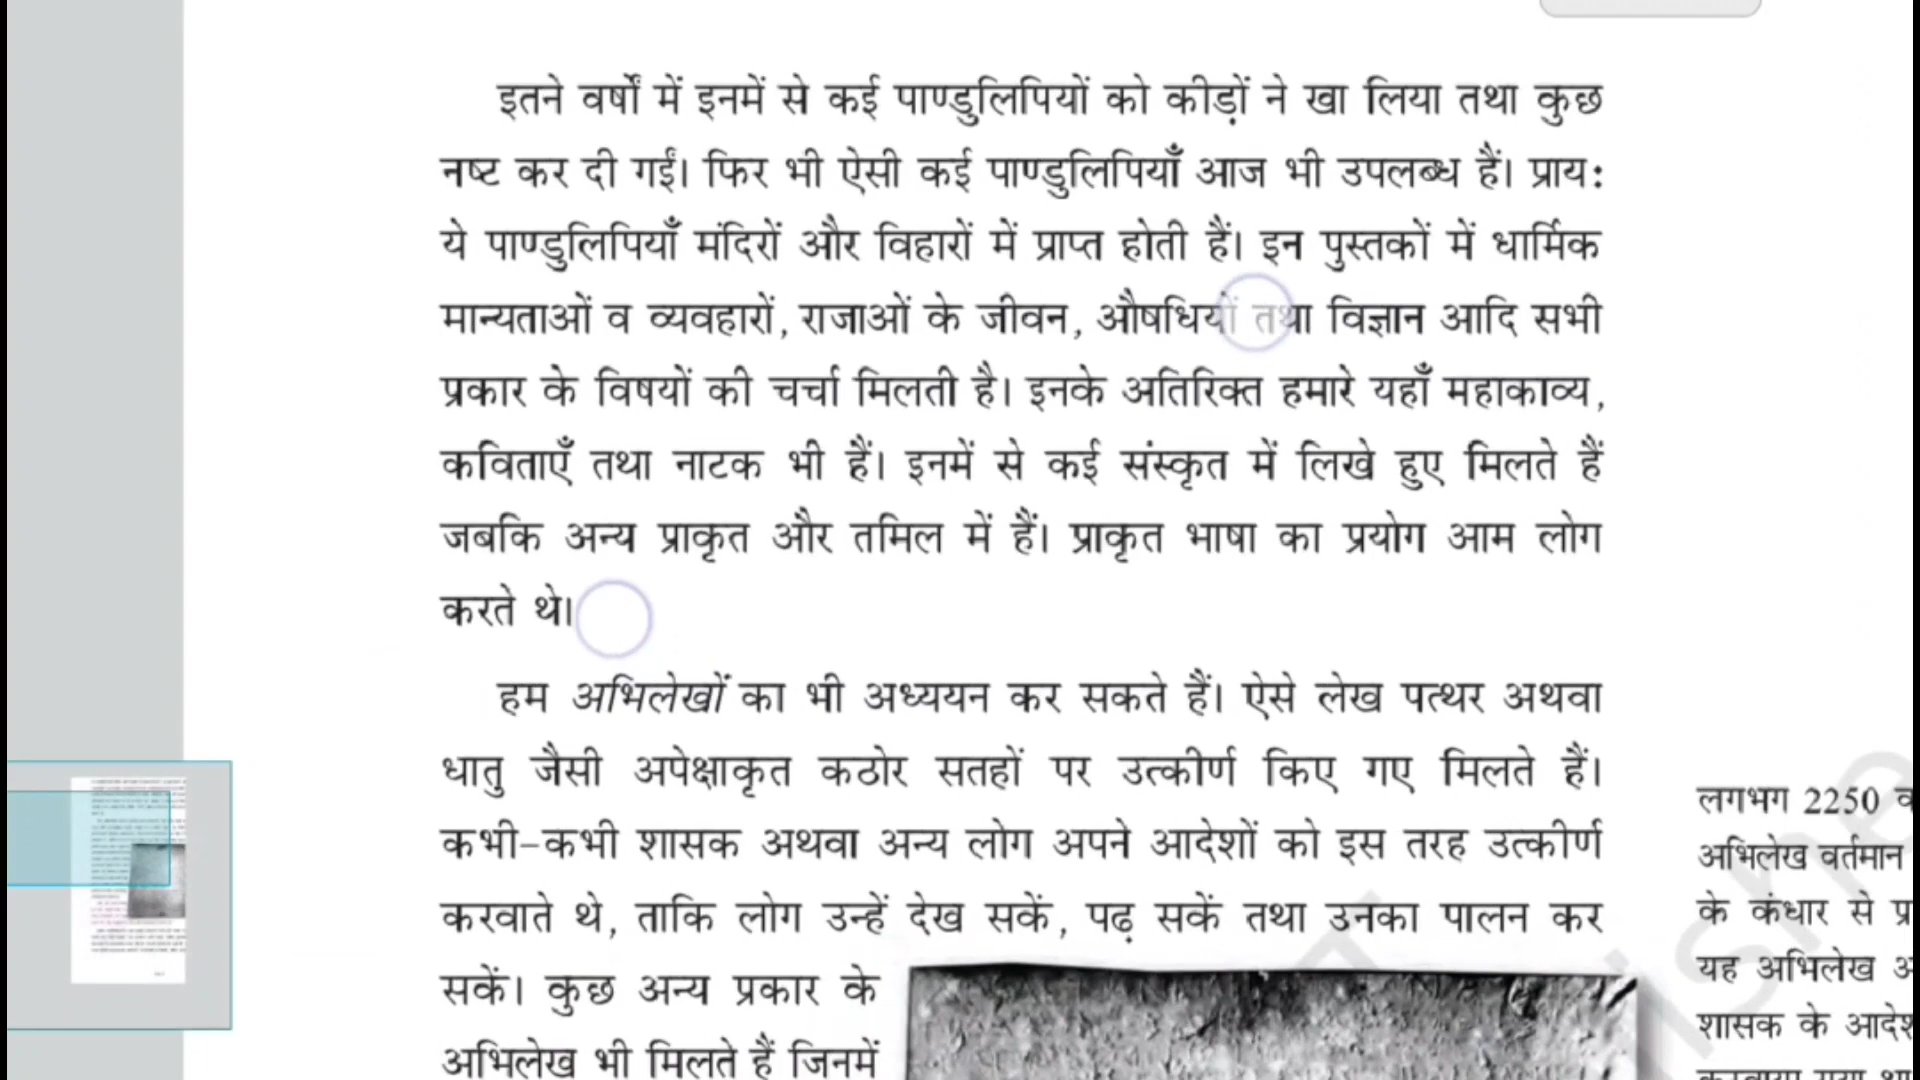 इतने वर्षों में इनमें से कई पाण्डुलिपियों को कीड़ों ने खा लिया तथा कुछ
नष्ट कर दी गईं। फिर भी ऐसी कई पाण्डुलिपियाँ आज भी उपलब्ध हैं। प्राय:
ये पाण्डुलिपियाँ मंदिरों और विहारों में प्राप्त होती हैं। इन पुस्तकों में धार्मिक
मान्यताओं व व्यवहारों, राजाओं के जीवन, औषधियों तथा विज्ञान आदि सभी
प्रकार के विषयों की चर्चा मिलती है। इनके अतिरिक्त हमारे यहाँ महाकाव्य,
कविताएँ तथा नाटक भी हैं। इनमें से कई संस्कृत में लिखे हुए मिलते हैं
जबकि अन्य प्राकृत और तमिल में हैं। प्राकृत भाषा का प्रयोग आम लोग
करते थे।
हम अभिलेखों का भी अध्ययन कर सकते हैं। ऐसे लेख पत्थर अथवा
धातु जैसी अपेक्षाकृत कठोर सतहों पर उत्कीर्ण किए गए मिलते हैं।
कभी-कभी शासक अथवा अन्य लोग अपने आदेशों को इस तरह उत्कीर्ण
करवाते थे, ताकि लोग उन्हें देख सकें, पढ़ सकें तथा उनका पालन कर
सकें। कुछ अन्य प्रकार के
अभिलेख भी मिलते हैं जिनमें
लगभग 2250
अभिलेख वर्तमान
के कंधार से
यह अभिलेख
शासक के